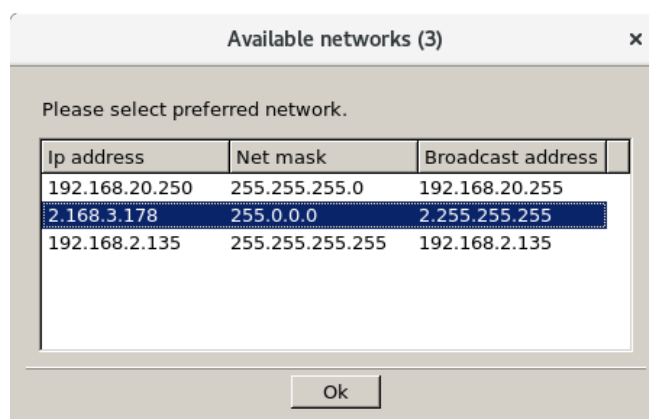 Available networks (3)
Please select preferred network.
Ip address Net mask Broadcast address
192.168.20.250 255.255.255.0 192.168.20.255
2.168.3.178 255.0.0.0 2.255.255.255
192.168.2.135 255.255.255.255 192.168.2.135
Ok